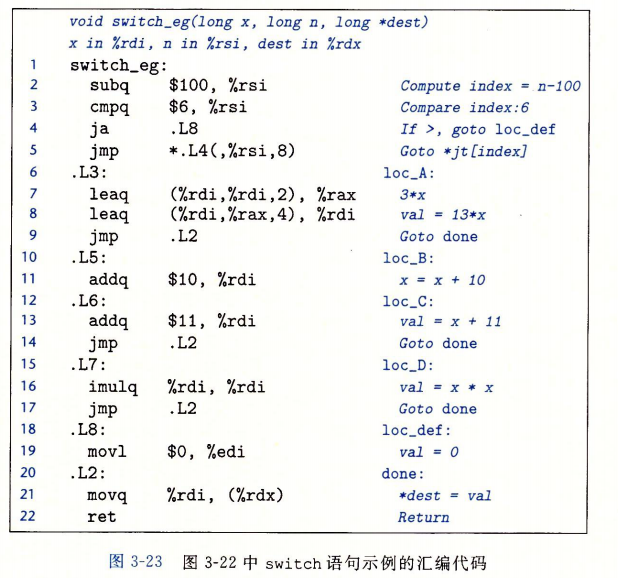 void switch_eg(long x, long n, long *dest)
x in %rdi, n in %rsi, dest in %rdx
1 switch_eg:
2 subq $100, %rsi Compute index = n-100
3 cmpq $6, %rsi Compare index:6
4 ja .L8 If >, goto loc_def
5 jmp *.L4(,%rsi,8) Goto *jt[index]
6 .L3: loc_A:
7 leaq (%rdi,%rdi,2), %rax 3*x
8 leaq (%rdi,%rax,4), %rdi val = 13*x
9 jmp .L2 Goto done
10 .L5: loc_B:
11 addq $10, %rdi x = x + 10
12 .L6: loc_C:
13 addq $11, %rdi val = x + 11
14 jmp .L2 Goto done
15 .L7: loc_D:
16 imulq %rdi, %rdi val = x * x
17 jmp .L2 Goto done
18 .L8: loc_def:
19 movl $0, %edi val = 0
20 .L2: done:
21 movq %rdi, (%rdx) *dest = val
22 ret Return
图 3-23 图 3-22 中 switch 语句示例的汇编代码